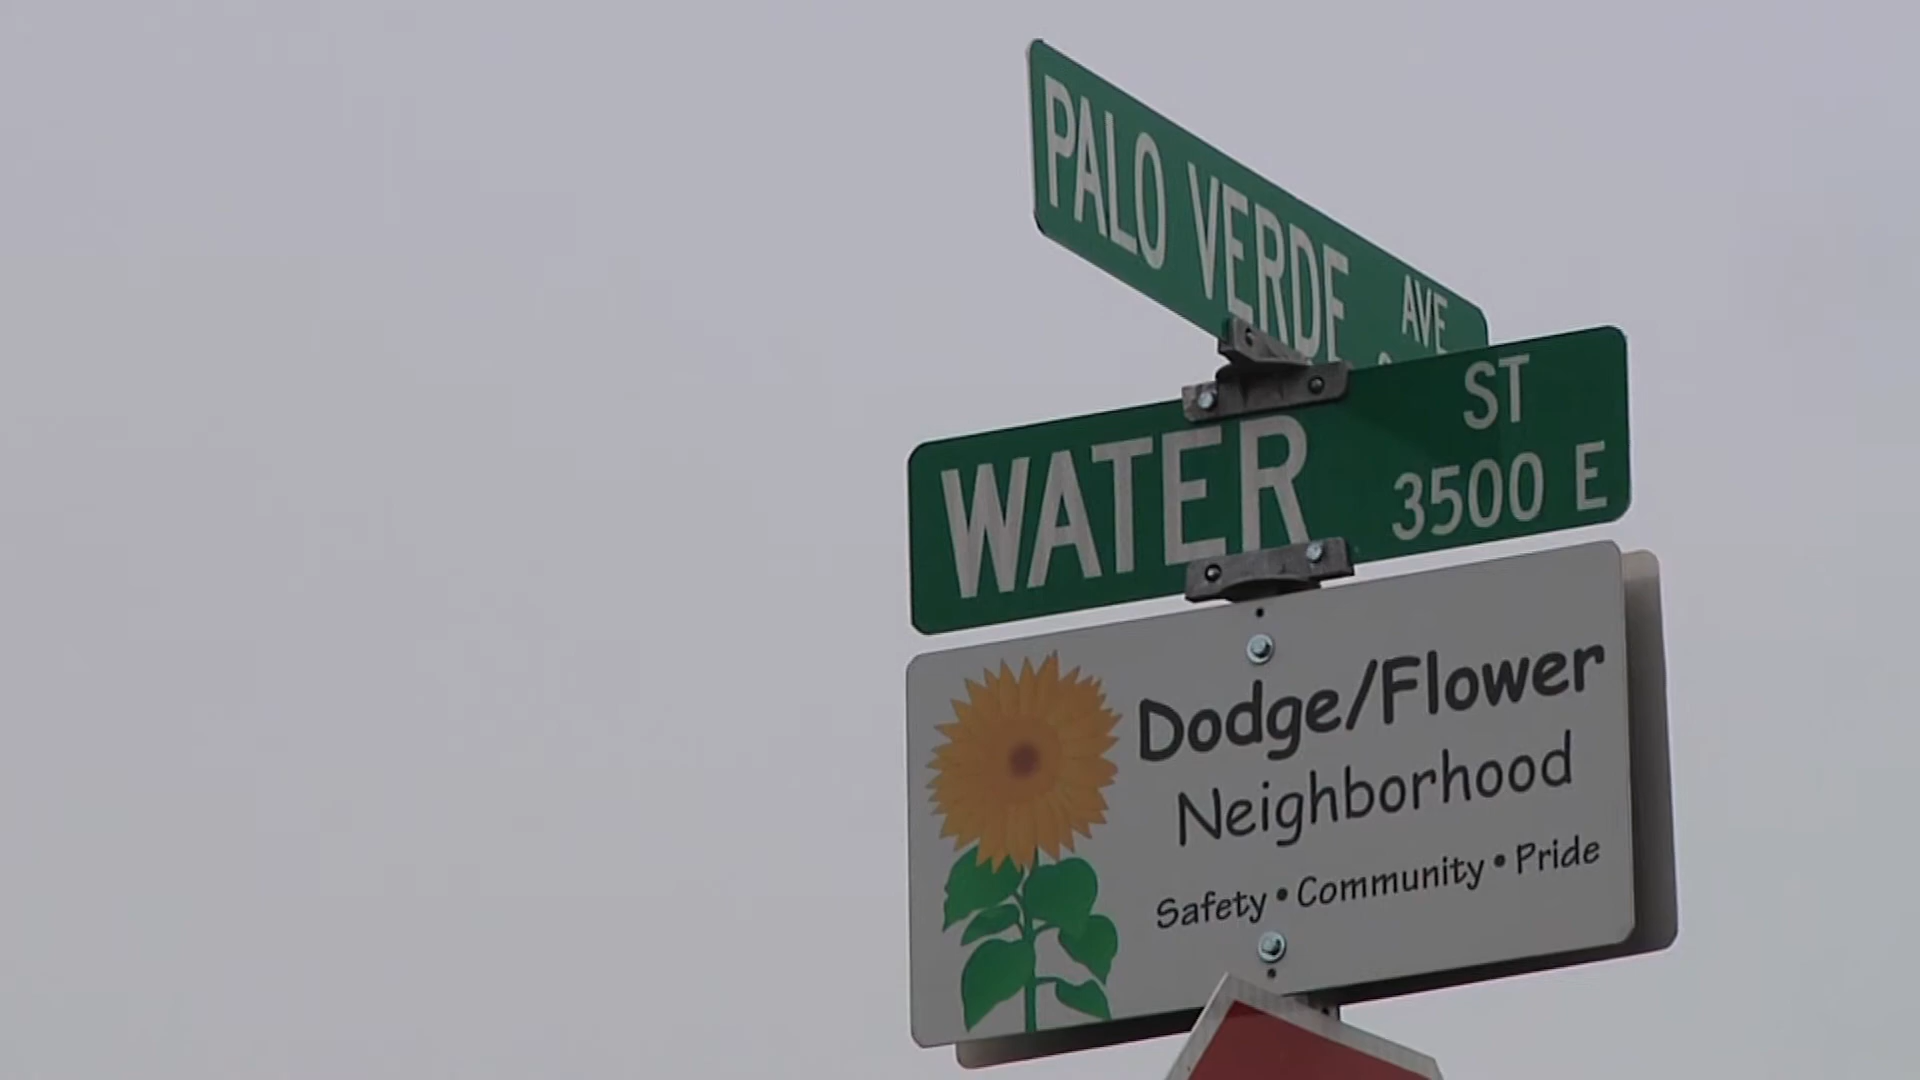 PALO VERDE AVE
WATER ST
3500 E
Dodge/Flower
Neighborhood
Safety • Community • Pride